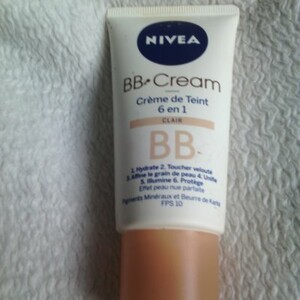 NIVEA
BB Cream
Crème de Teint
6 en 1
CLAIR
BB
1. Hydrate 2. Toucher velouté
3. Affine le grain de peau 4. Unifie
5. Illumine 6. Protège
Effet peau nue parfaite
Pigments Minéraux et Beurre de Karité
FPS 10